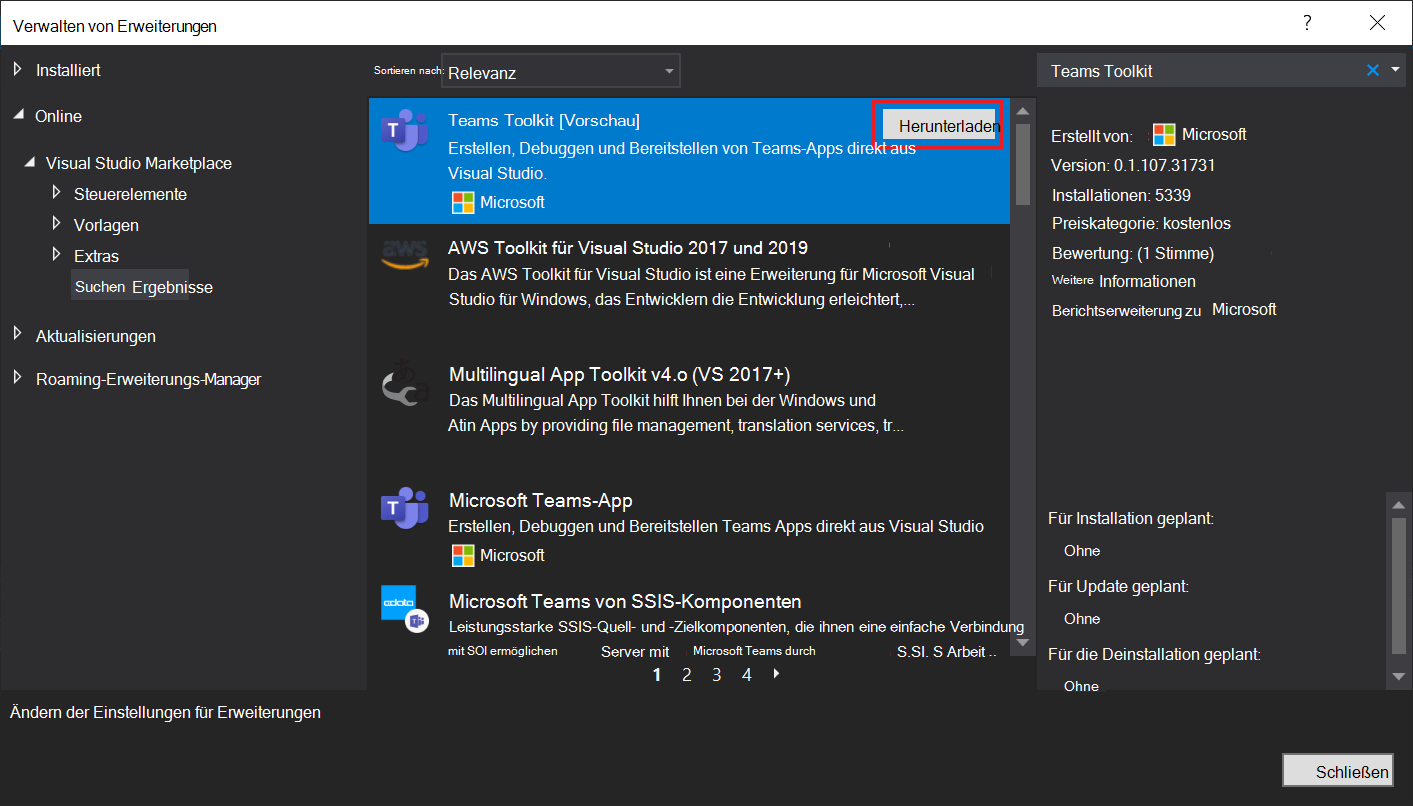 Verwalten von Erweiterungen
?
Installiert
Online
Visual Studio Marketplace
Steuerelemente
Vorlagen
Extras
Suchen Ergebnisse
Aktualisierungen
Roaming-Erweiterungs-Manager
Sortieren nach: Relevanz
Teams Toolkit [Vorschau]
Herunterladen
Erstellen, Debuggen und Bereitstellen von Teams-Apps direkt aus
Visual Studio.
Microsoft
aws
AWS Toolkit für Visual Studio 2017 und 2019
Das AWS Toolkit für Visual Studio ist eine Erweiterung für Microsoft Visual
Studio für Windows, das Entwicklern die Entwicklung erleichtert,...
Multilingual App Toolkit v4.o (VS 2017+)
Das Multilingual App Toolkit hilft Ihnen bei der Windows und
Atin Apps by providing file management, translation services, tr...
Microsoft Teams-App
Erstellen, Debuggen und Bereitstellen Teams Apps direkt aus Visual Studio
Microsoft
cdata
Microsoft Teams von SSIS-Komponenten
Leistungsstarke SSIS-Quell- und -Zielkomponenten, die ihnen eine einfache Verbindung
mit SOI ermöglichen Server mit Microsoft Teams durch S.SI. S Arbeit ..
1 2 3 4
Teams Toolkit
Erstellt von: Microsoft
Version: 0.1.107.31731
Installationen: 5339
Preiskategorie: kostenlos
Bewertung: (1 Stimme)
Weitere Informationen
Berichtserweiterung zu Microsoft
Für Installation geplant:
Ohne
Für Update geplant:
Ohne
Für die Deinstallation geplant:
Ohne
Ändern der Einstellungen für Erweiterungen
Schließen